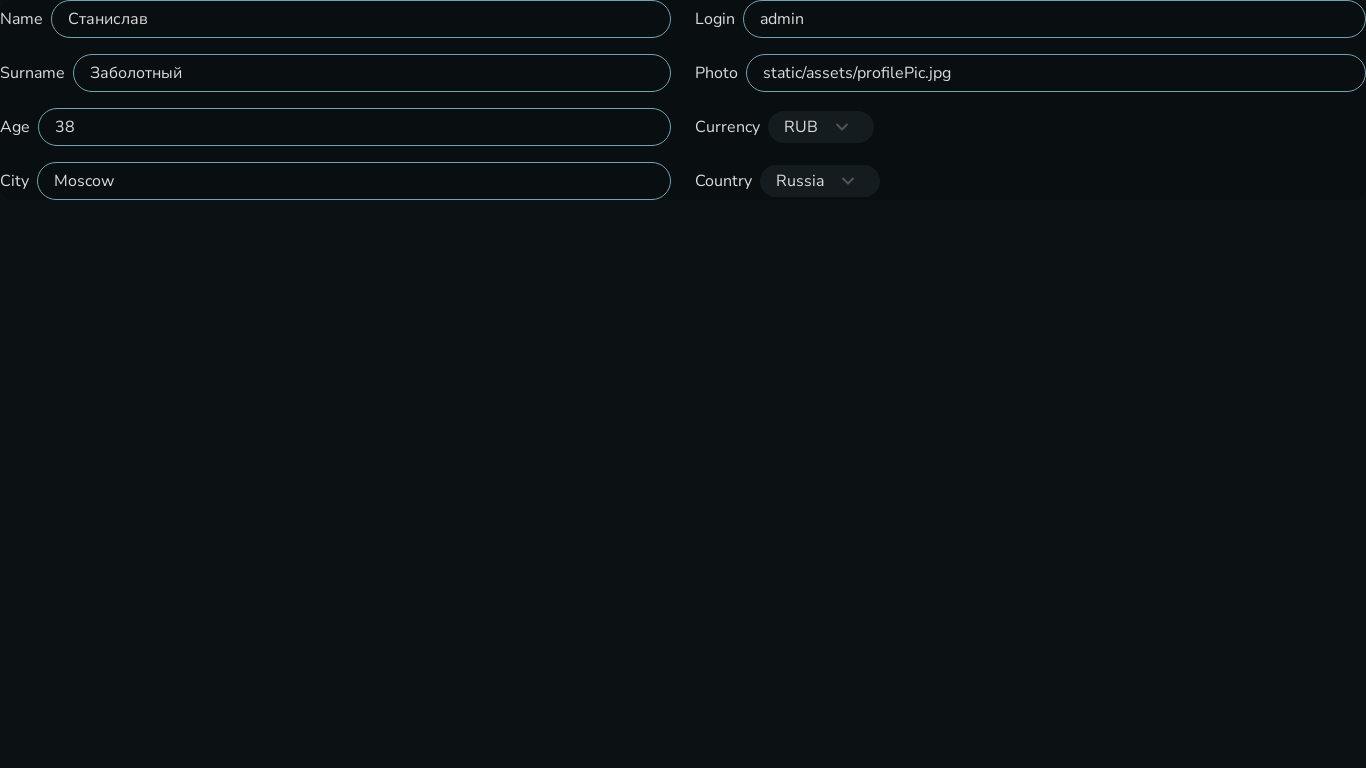 Name Станислав
Surname Заболотный
Age 38
City Moscow
Login admin
Photo static/assets/profilePic.jpg
Currency RUB
Country Russia